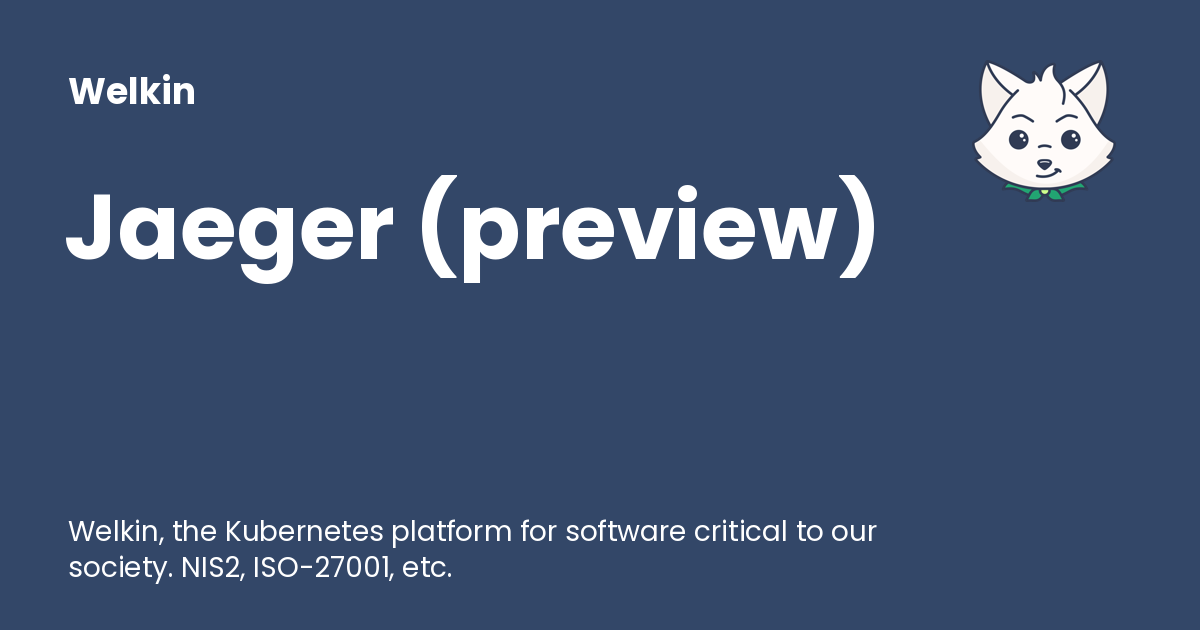 Welkin
Jaeger (preview)
Welkin, the Kubernetes platform for software critical to our
society. NIS2, ISO-27001, etc.